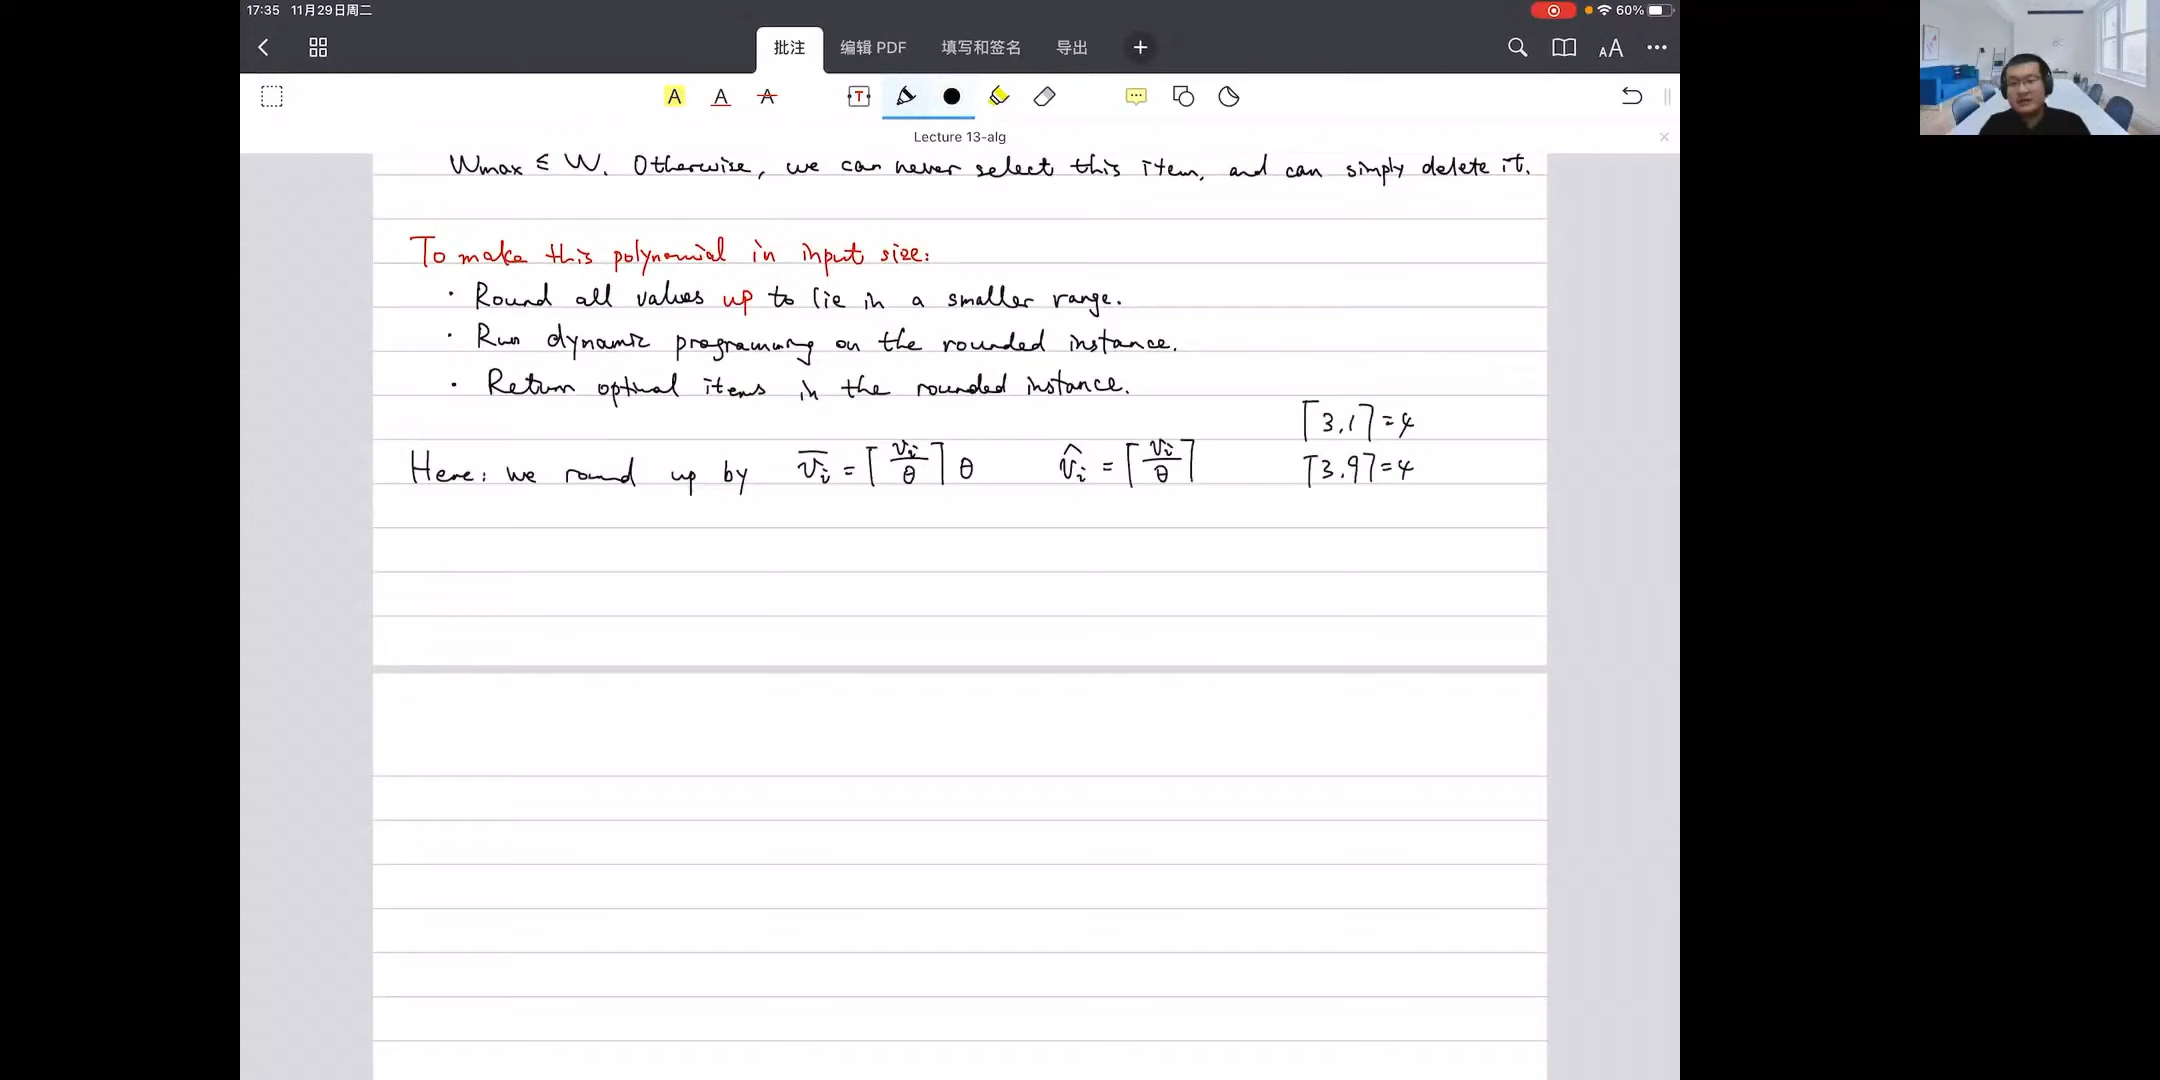 17:35 11月29日周二
60%
批注 编辑 PDF 填写和签名 导出 +
Lecture 13-alg
Wmax ≤ W. Otherwise, we can never select this item, and can simply delete it.
To make this polynomial in input size:
· Round all values up to lie in a smaller range.
· Run dynamic programming on the rounded instance.
· Return optimal items in the rounded instance.
⌈3.1⌉=4
Here: we round up by v̅ᵢ = ⌈vᵢ/θ⌉ θ v̂ᵢ = ⌈vᵢ/θ⌉ ⌈3.9⌉=4